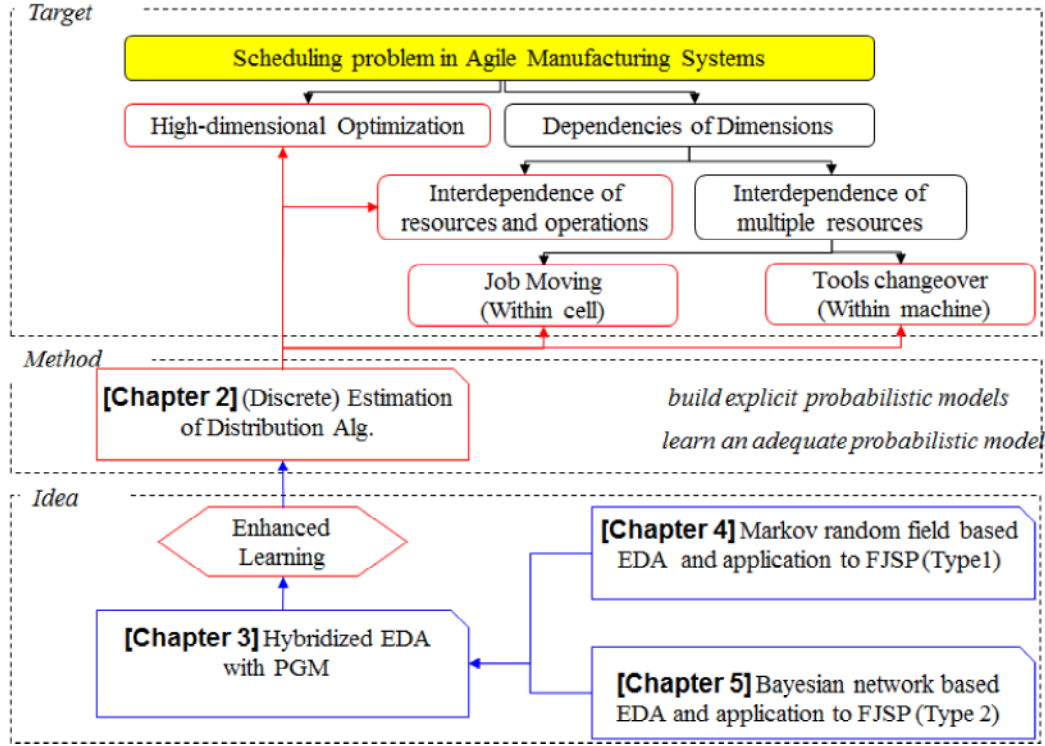 Target
Scheduling problem in Agile Manufacturing Systems
High-dimensional Optimization
Dependencies of Dimensions
Interdependence of
resources and operations
Interdependence of
multiple resources
Job Moving
(Within cell)
Tools changeover
(Within machine)
Method
[Chapter 2] (Discrete) Estimation
of Distribution Alg.
build explicit probabilistic models
learn an adequate probabilistic model
Idea
Enhanced
Learning
[Chapter 3] Hybridized EDA
with PGM
[Chapter 4] Markov random field based
EDA and application to FJSP (Type1)
[Chapter 5] Bayesian network based
EDA and application to FJSP (Type 2)